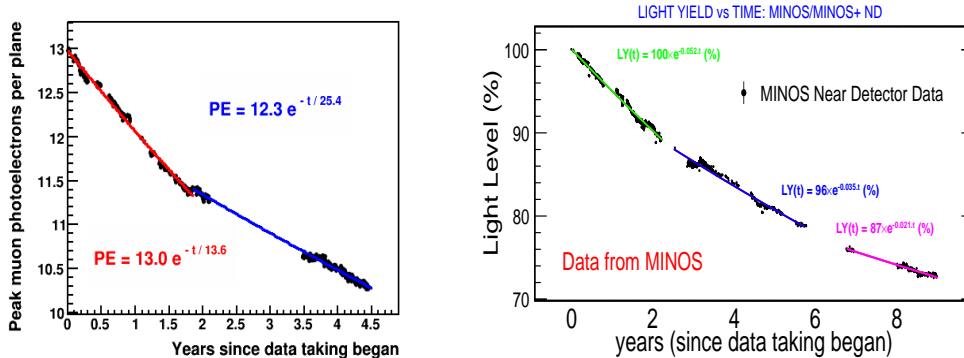 Peak muon photoelectrons per plane
13
12.5
12
11.5
11
10.5
10
PE = 12.3 e - t / 25.4
PE = 13.0 e - t / 13.6
0 0.5 1 1.5 2 2.5 3 3.5 4 4.5
Years since data taking began
LIGHT YIELD vs TIME: MINOS/MINOS+ ND
Light Level (%)
100
90
80
70
LY(t) = 100×e-0.052.t (%)
MINOS Near Detector Data
LY(t) = 96×e-0.035.t (%)
LY(t) = 87×e-0.021.t (%)
Data from MINOS
0 2 4 6 8
years (since data taking began)